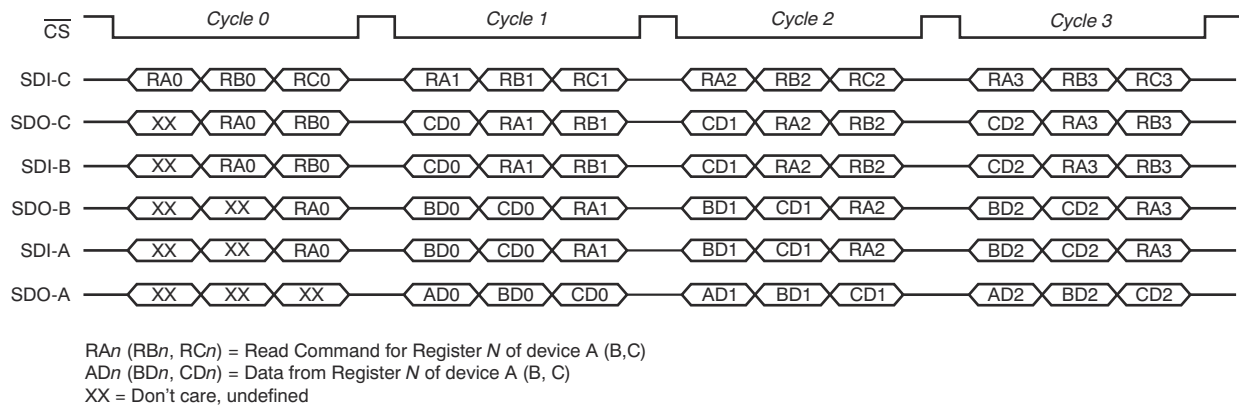 Cycle 0 Cycle 1 Cycle 2 Cycle 3
CS
SDI-C RA0 RB0 RC0 RA1 RB1 RC1 RA2 RB2 RC2 RA3 RB3 RC3
SDO-C XX RA0 RB0 CD0 RA1 RB1 CD1 RA2 RB2 CD2 RA3 RB3
SDI-B XX RA0 RB0 CD0 RA1 RB1 CD1 RA2 RB2 CD2 RA3 RB3
SDO-B XX XX RA0 BD0 CD0 RA1 BD1 CD1 RA2 BD2 CD2 RA3
SDI-A XX XX RA0 BD0 CD0 RA1 BD1 CD1 RA2 BD2 CD2 RA3
SDO-A XX XX XX AD0 BD0 CD0 AD1 BD1 CD1 AD2 BD2 CD2
RAn (RBn, RCn) = Read Command for Register N of device A (B,C)
ADn (BDn, CDn) = Data from Register N of device A (B, C)
XX = Don't care, undefined